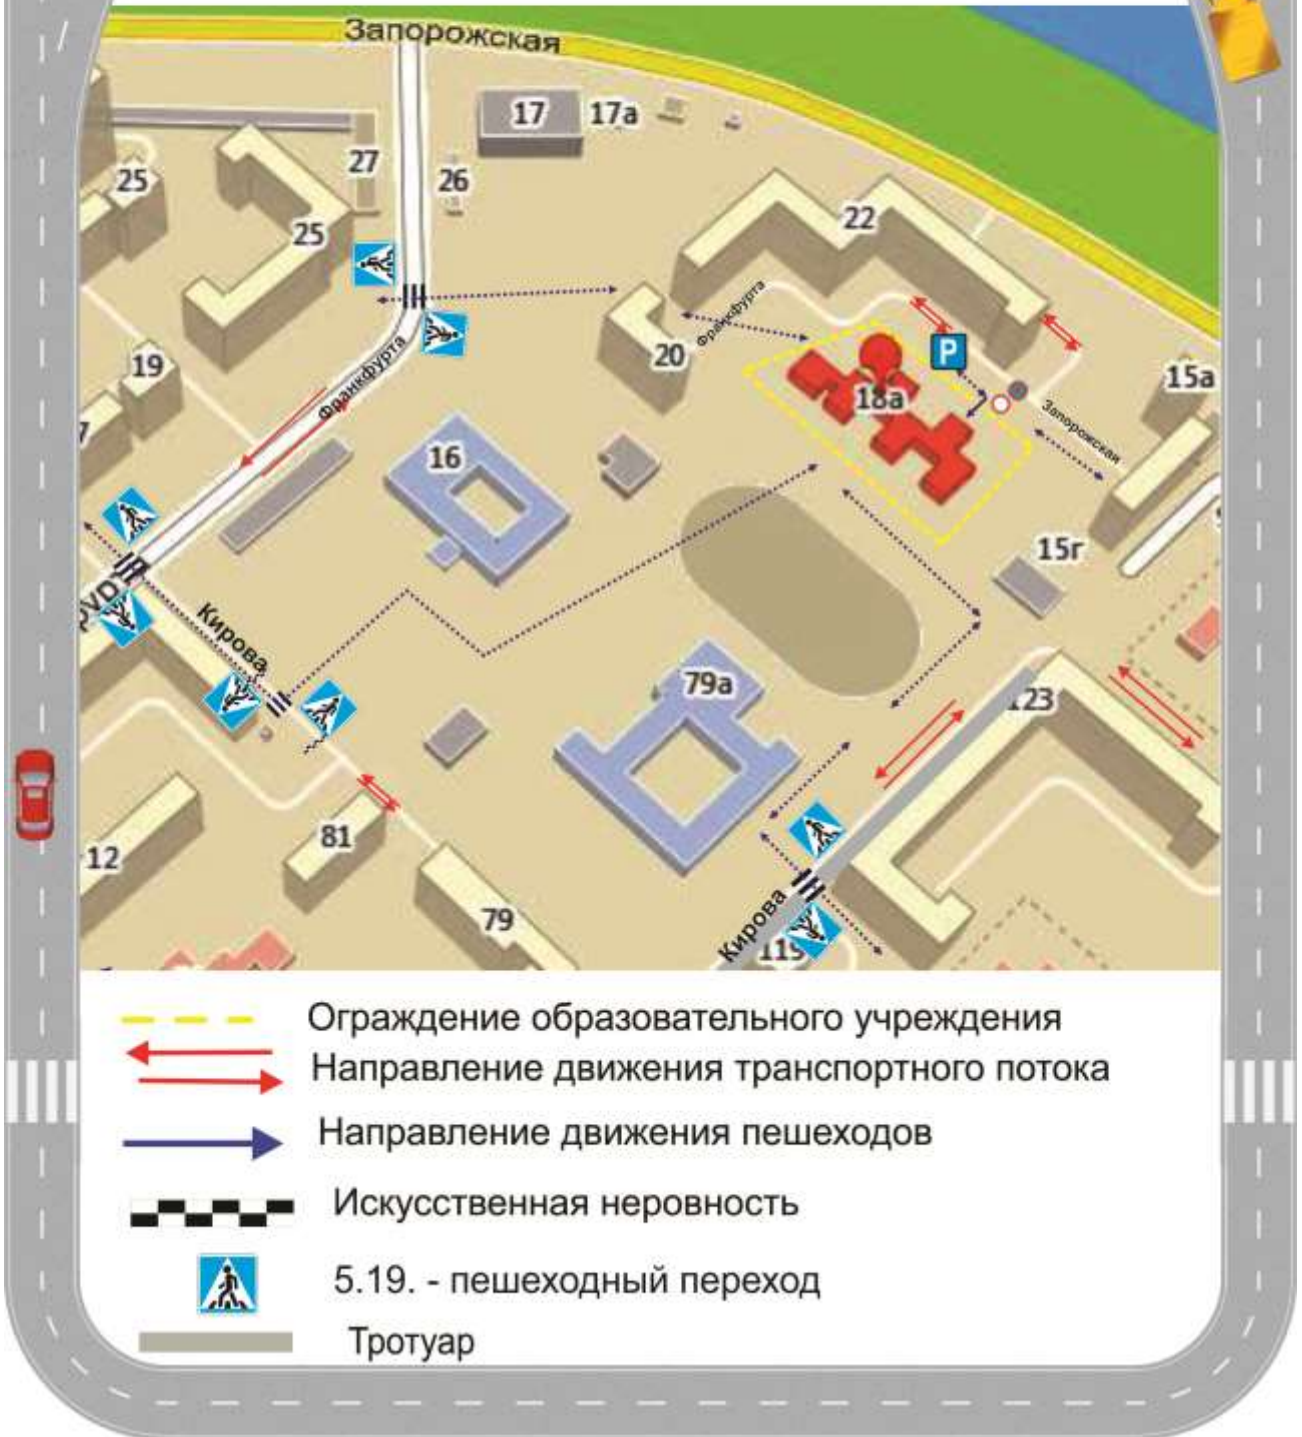 Запорожская
17
17а
27
26
25
25
22
Франкфурта
20
19
Франкфурта
P
18а
15а
Запорожская
16
15г
Кирова
79а
123
81
12
79
Кирова
119
Ограждение образовательного учреждения
Направление движения транспортного потока
Направление движения пешеходов
Искусственная неровность
5.19. - пешеходный переход
Тротуар